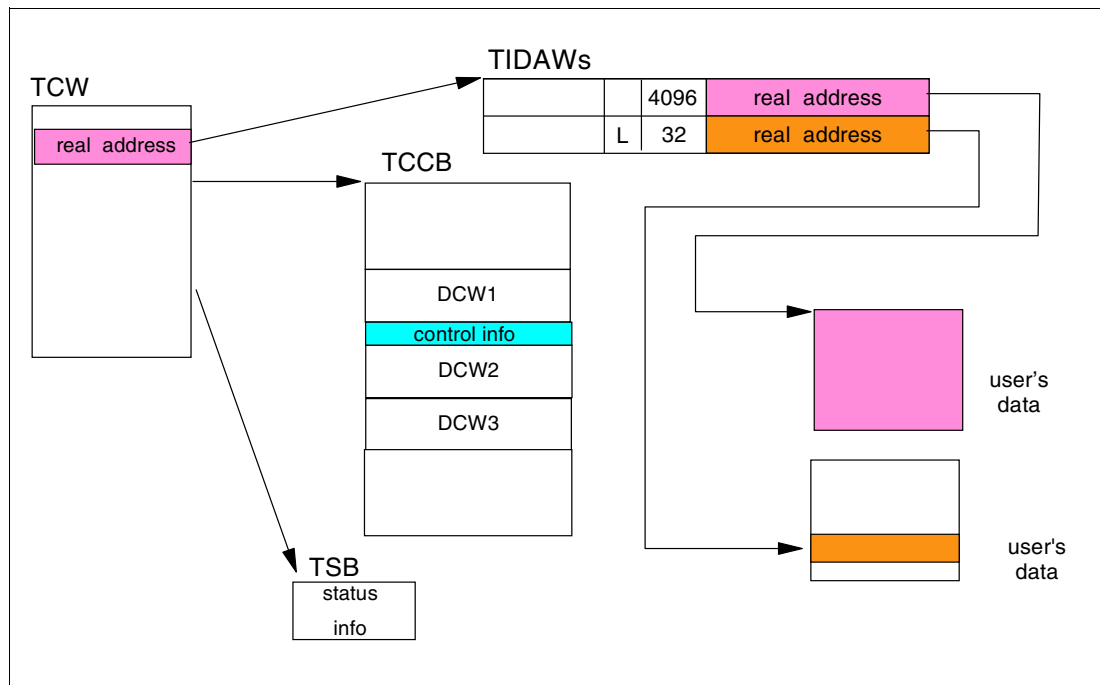 TIDAWs
TCW
4096 real address
real address
L 32 real address
TCCB
DCW1
control info
DCW2
DCW3
user's
data
TSB
user's
data
status
info